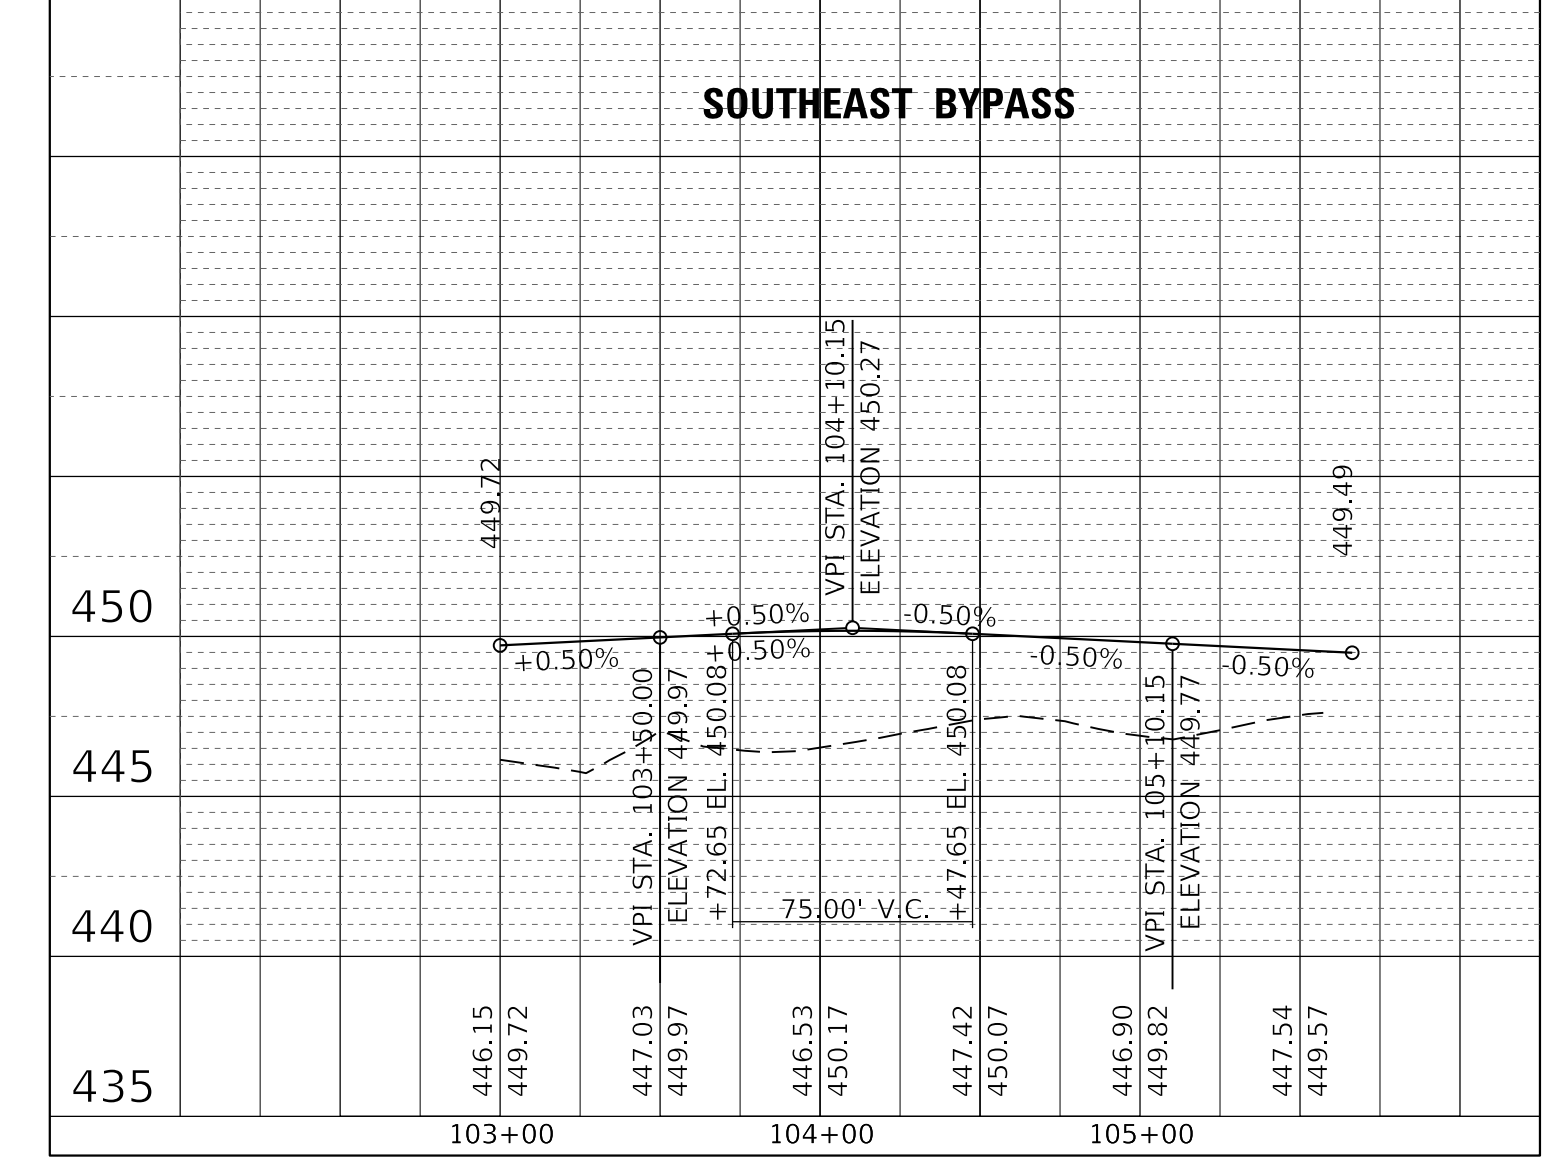 SOUTHEAST BYPASS
VPI STA. 104+10.15
ELEVATION 450.27
449.72
449.49
450
+0.50%
-0.50%
+0.50%
+0.50%
-0.50%
-0.50%
VPI STA. 103+50.00
ELEVATION 449.97
+72.65 EL. 450.08
+47.65 EL. 450.08
VPI STA. 105+10.15
ELEVATION 449.77
445
75.00' V.C.
440
446.15
449.72
447.03
449.97
446.53
450.17
447.42
450.07
446.90
449.82
447.54
449.57
435
103+00
104+00
105+00